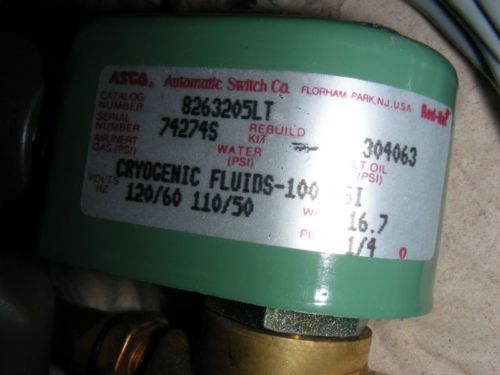 ASCO. Automatic Switch Co. FLORHAM PARK, N.J. U.S.A. Red-Hat
CATALOG NUMBER 8263205LT
SERIAL NUMBER 74274S REBUILD KIT 304063
AIR/INERT GAS (PSI) WATER (PSI) OIL (PSI)
CRYOGENIC FLUIDS-100 SI
VOLTS HZ 120/60 110/50 16.7
1/4